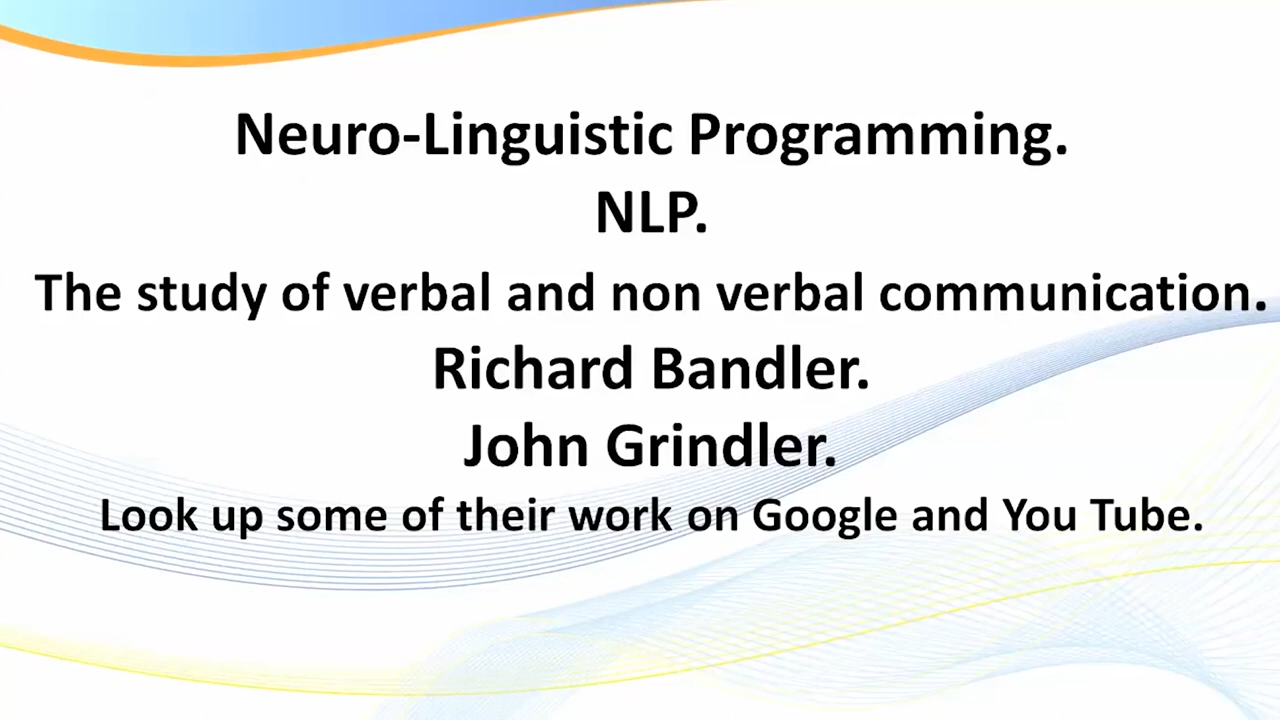 Neuro-Linguistic Programming.
NLP.
The study of verbal and non verbal communication.
Richard Bandler.
John Grindler.
Look up some of their work on Google and You Tube.